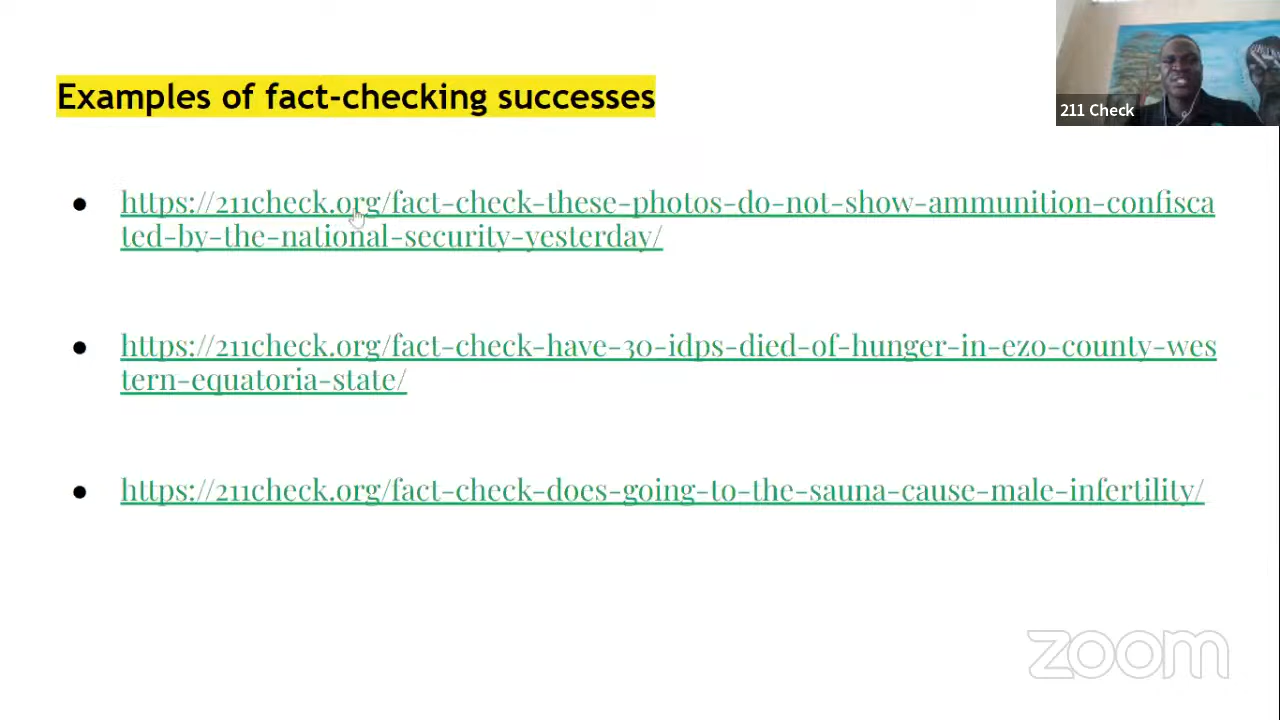 Examples of fact-checking successes
211 Check
● https://211check.org/fact-check-these-photos-do-not-show-ammunition-confisca
ted-by-the-national-security-yesterday/
● https://211check.org/fact-check-have-30-idps-died-of-hunger-in-ezo-county-wes
tern-equatoria-state/
● https://211check.org/fact-check-does-going-to-the-sauna-cause-male-infertility/
zoom